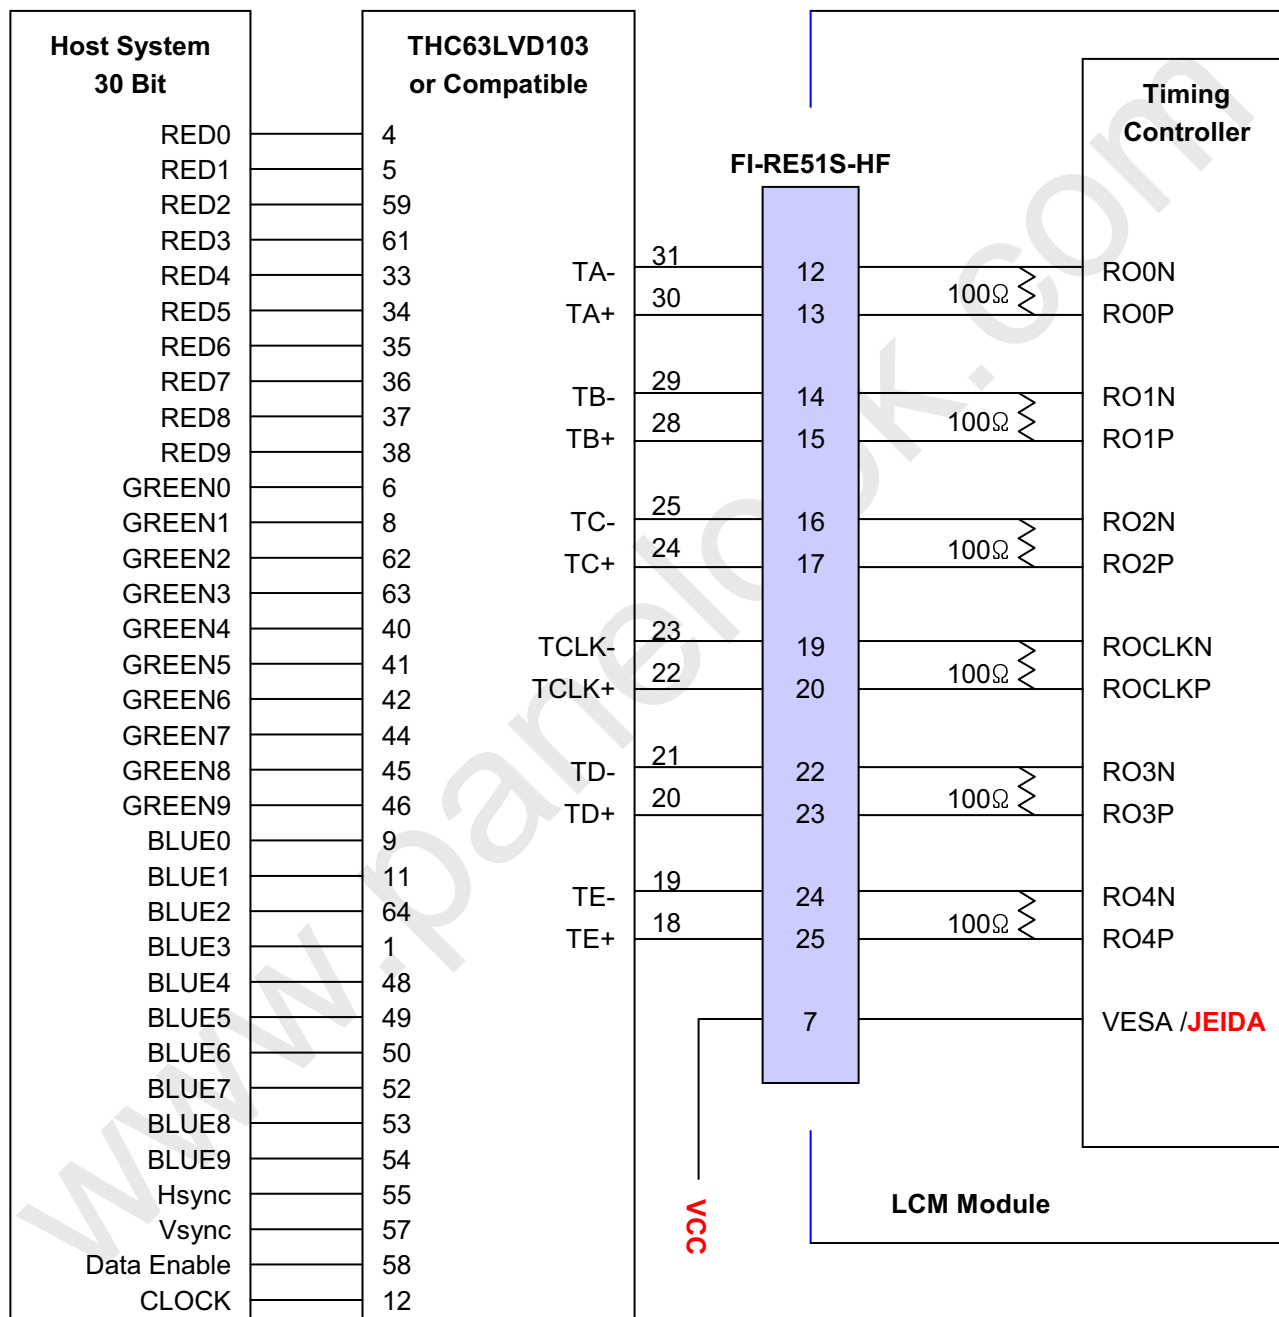 Host System
30 Bit
RED0
RED1
RED2
RED3
RED4
RED5
RED6
RED7
RED8
RED9
GREEN0
GREEN1
GREEN2
GREEN3
GREEN4
GREEN5
GREEN6
GREEN7
GREEN8
GREEN9
BLUE0
BLUE1
BLUE2
BLUE3
BLUE4
BLUE5
BLUE6
BLUE7
BLUE8
BLUE9
Hsync
Vsync
Data Enable
CLOCK
THC63LVD103
or Compatible
4
5
59
61
33
34
35
36
37
38
6
8
62
63
40
41
42
44
45
46
9
11
64
1
48
49
50
52
53
54
55
57
58
12
TA-
TA+
TB-
TB+
TC-
TC+
TCLK-
TCLK+
TD-
TD+
TE-
TE+
31
30
29
28
25
24
23
22
21
20
19
18
VCC
FI-RE51S-HF
12
13
14
15
16
17
19
20
22
23
24
25
7
100Ω
100Ω
100Ω
100Ω
100Ω
100Ω
Timing
Controller
RO0N
RO0P
RO1N
RO1P
RO2N
RO2P
ROCLKN
ROCLKP
RO3N
RO3P
RO4N
RO4P
VESA /JEIDA
LCM Module
www.panelook.com